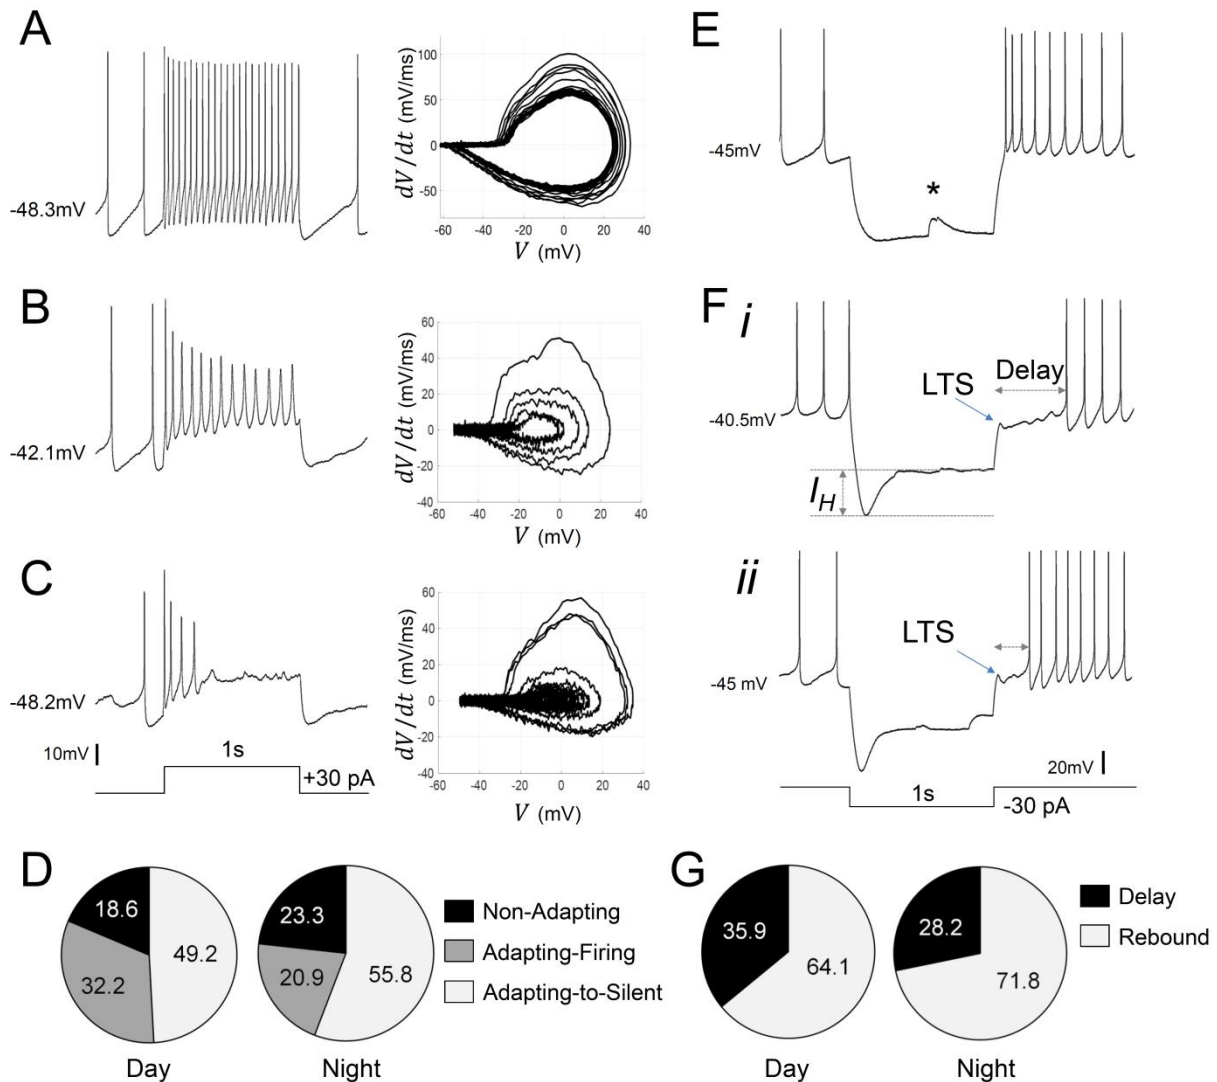 A
-48.3mV
dV/dt (mV/ms)
100
50
0
-50
-60 -40 -20 0 20 40
V (mV)
B
-42.1mV
dV/dt (mV/ms)
60
40
20
0
-20
-40
-60 -40 -20 0 20 40
V (mV)
C
-48.2mV
10mV
1s
+30 pA
dV/dt (mV/ms)
60
40
20
0
-20
-40
-60 -40 -20 0 20 40
V (mV)
D
18.6
32.2
49.2
Day
23.3
20.9
55.8
Night
Non-Adapting
Adapting-Firing
Adapting-to-Silent
E
-45mV
*
F i
-40.5mV
LTS
Delay
I_H
ii
-45 mV
LTS
20mV
1s
-30 pA
G
35.9
64.1
Day
28.2
71.8
Night
Delay
Rebound